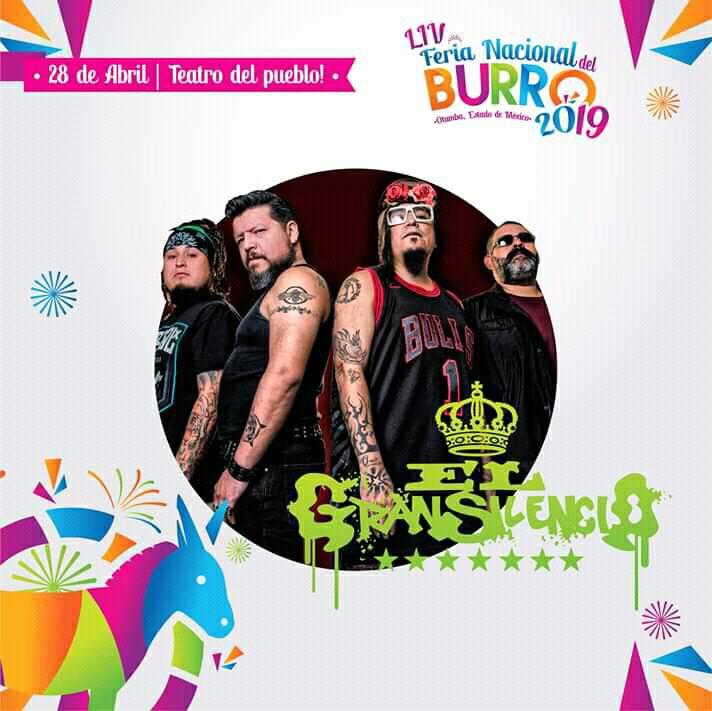 · 28 de Abril | Teatro del pueblo! ·
LIV
Feria Nacional del
BURRO
·Otumba, Estado de México·
2019
BULLS
1
EL
GRAN SILENCIO